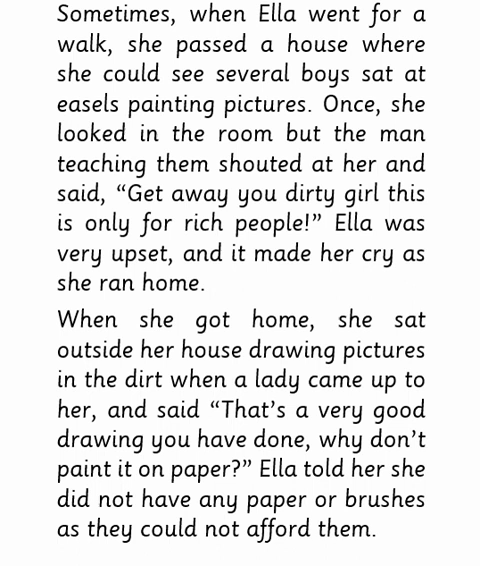 Sometimes, when Ella went for a
walk, she passed a house where
she could see several boys sat at
easels painting pictures. Once, she
looked in the room but the man
teaching them shouted at her and
said, “Get away you dirty girl this
is only for rich people!” Ella was
very upset, and it made her cry as
she ran home.
When she got home, she sat
outside her house drawing pictures
in the dirt when a lady came up to
her, and said “That’s a very good
drawing you have done, why don’t
paint it on paper?” Ella told her she
did not have any paper or brushes
as they could not afford them.